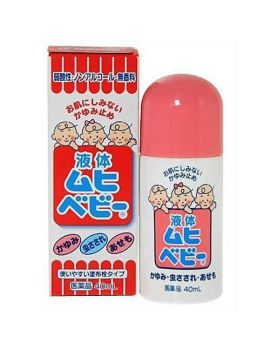 弱酸性・ノンアルコール・無香料
お肌にしみない
かゆみ止め
液体
ムヒ
ベビー®
かゆみ
虫さされ
あせも
使いやすい塗布栓タイプ
医薬品 40mL
お肌にしみない
かゆみ止め
液体
ムヒ
ベビー®
かゆみ・虫さされ・あせも
医薬品 40mL